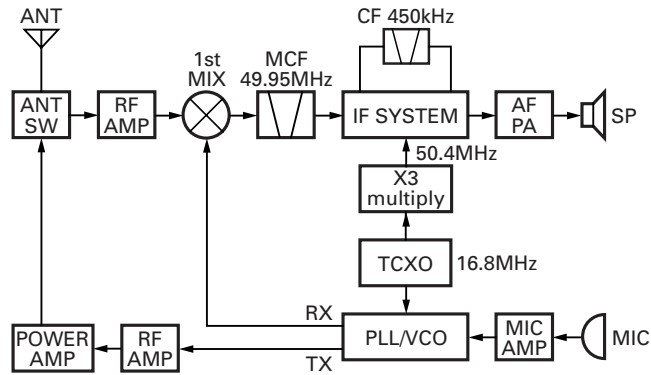 ANT
CF 450kHz
1st
MIX
MCF
49.95MHz
ANT
SW
RF
AMP
IF SYSTEM
AF
PA
SP
50.4MHz
X3
multiply
TCXO
16.8MHz
RX
PLL/VCO
MIC
AMP
MIC
POWER
AMP
RF
AMP
TX